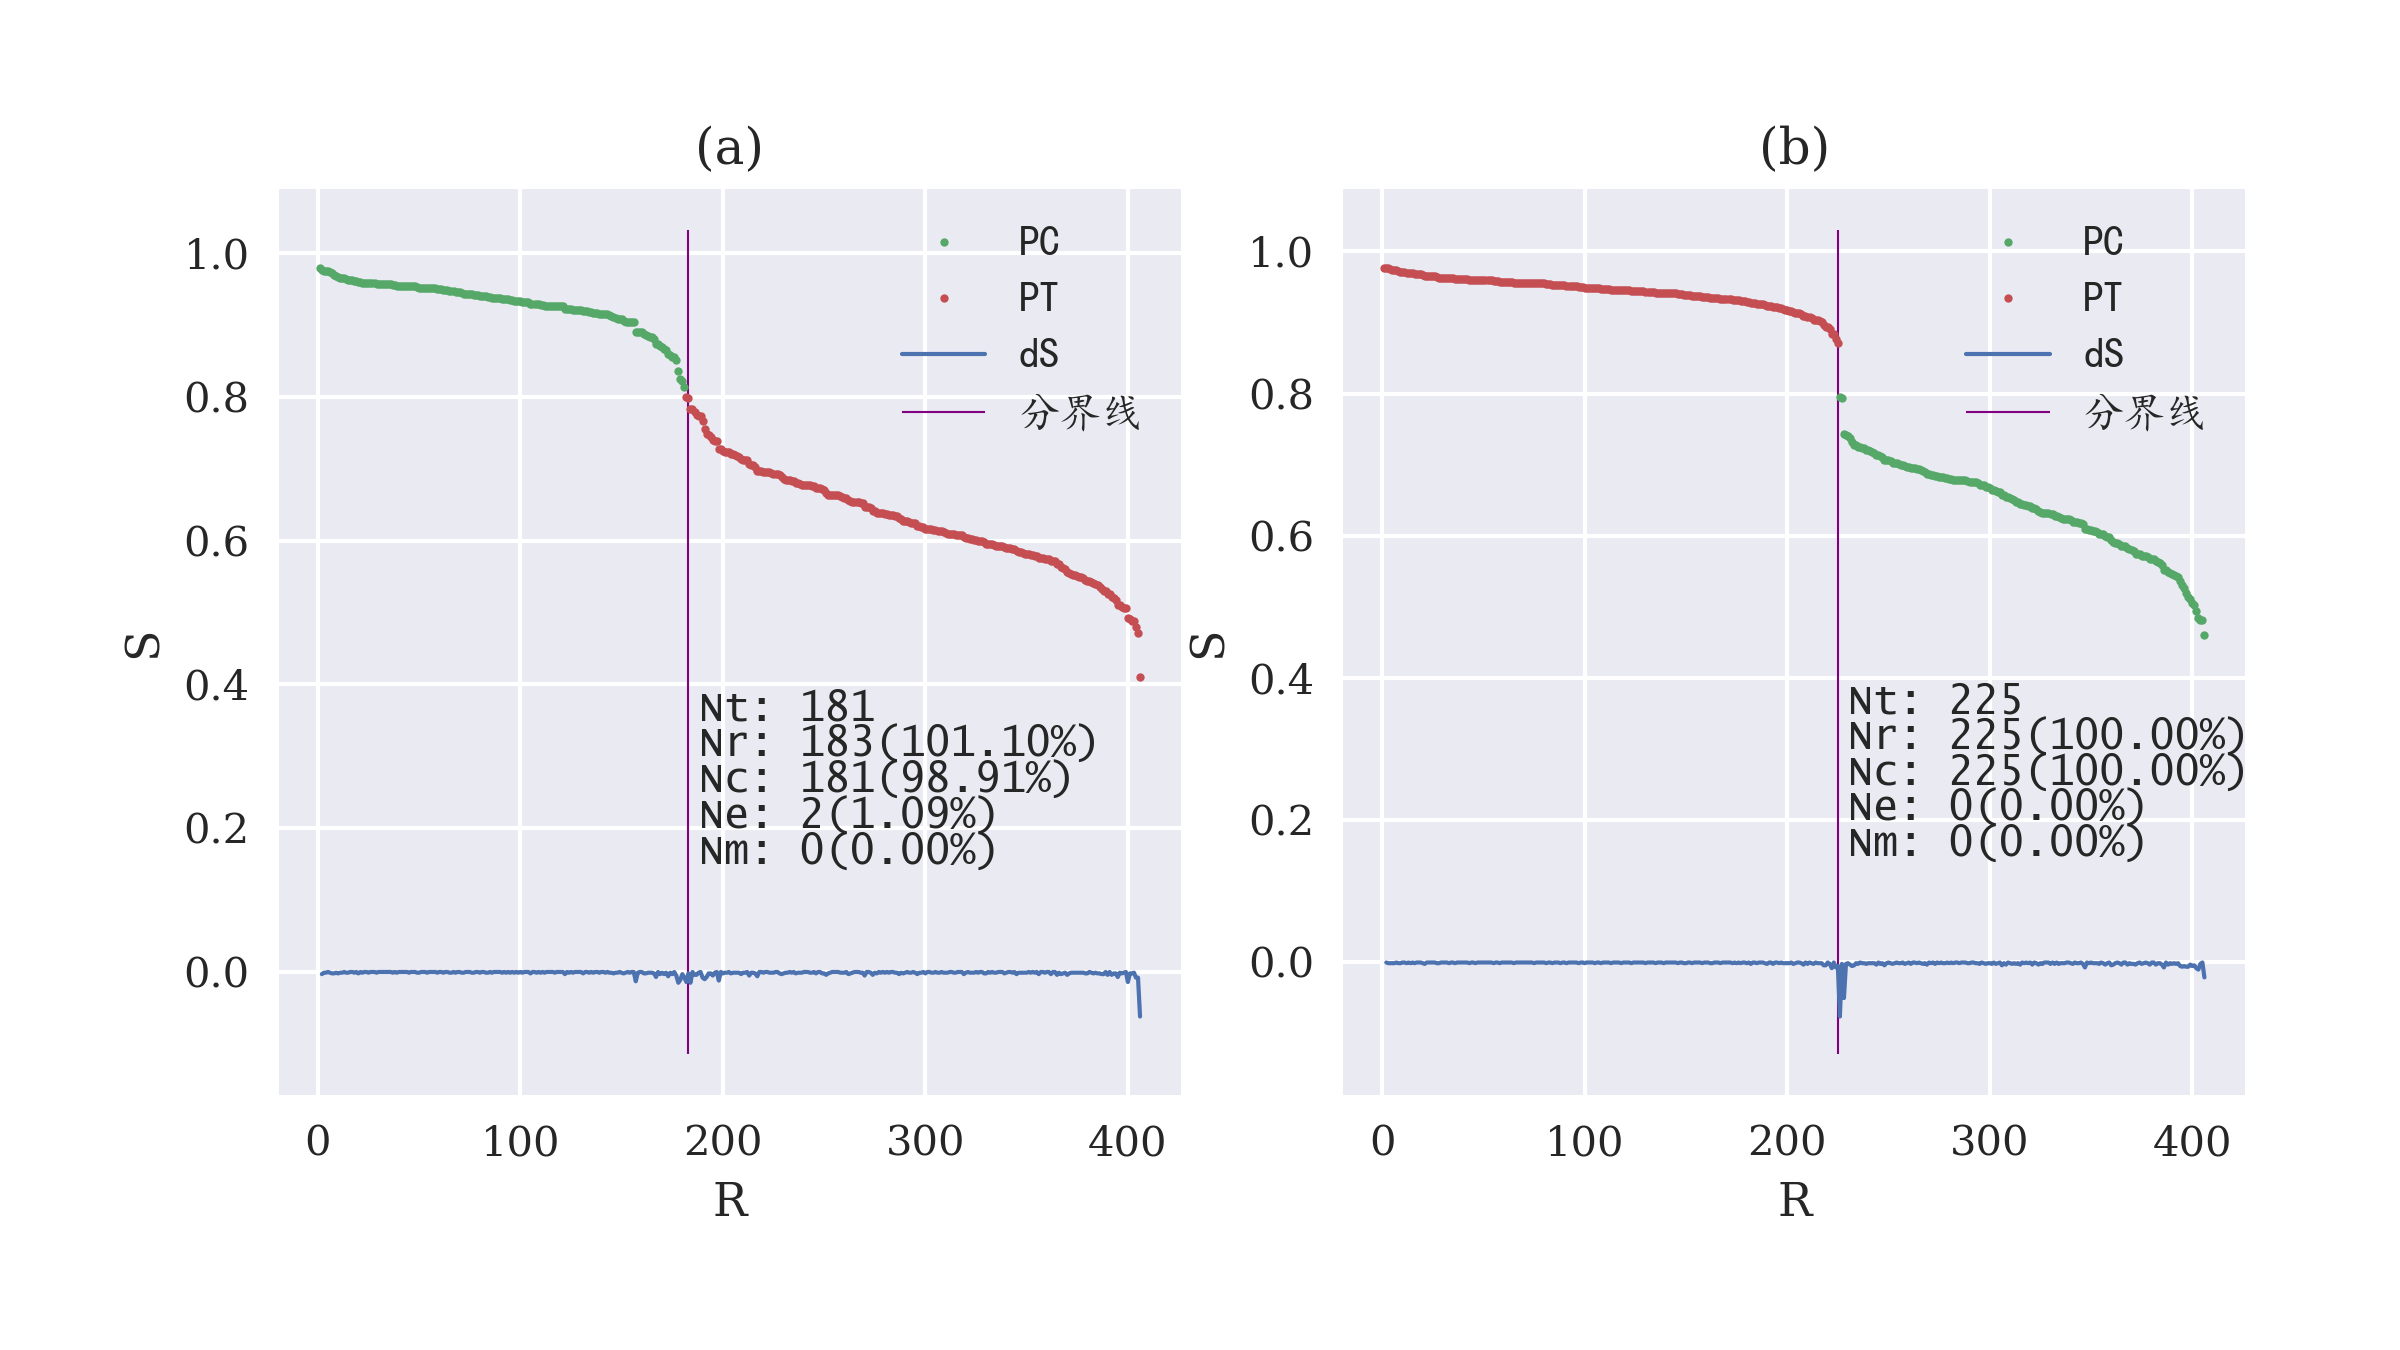 (a)
1.0
0.8
0.6
0.4
0.2
0.0
S
PC
PT
dS
分界线
Nt: 181
Nr: 183(101.10%)
Nc: 181(98.91%)
Ne: 2(1.09%)
Nm: 0(0.00%)
0 100 200 300 400
R
(b)
1.0
0.8
0.6
0.4
0.2
0.0
S
PC
PT
dS
分界线
Nt: 225
Nr: 225(100.00%)
Nc: 225(100.00%)
Ne: 0(0.00%)
Nm: 0(0.00%)
0 100 200 300 400
R